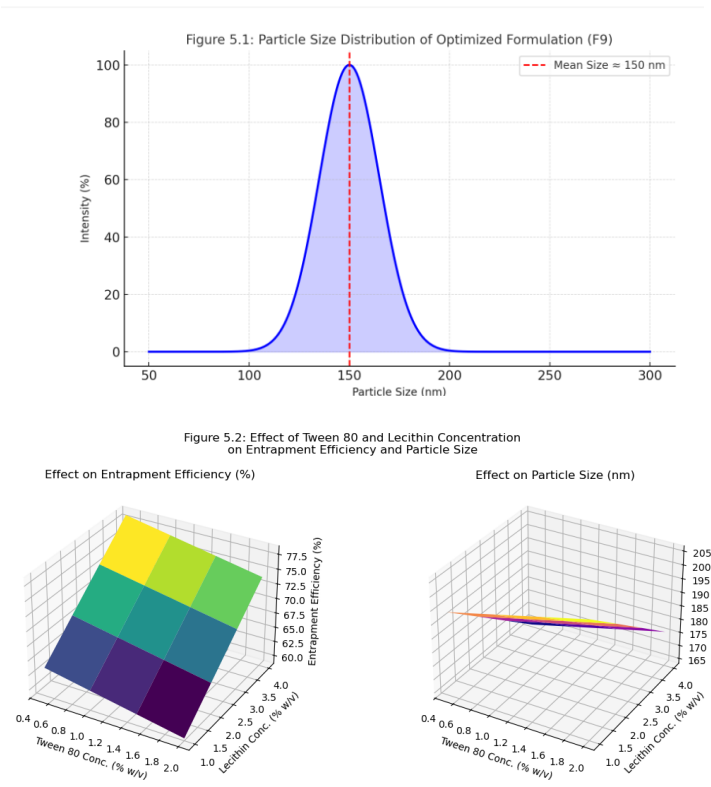 Figure 5.1: Particle Size Distribution of Optimized Formulation (F9)
Mean Size ≈ 150 nm
Intensity (%)
100
80
60
40
20
0
50 100 150 200 250 300
Particle Size (nm)
Figure 5.2: Effect of Tween 80 and Lecithin Concentration
on Entrapment Efficiency and Particle Size
Effect on Entrapment Efficiency (%)
77.5
75.0
72.5
70.0
67.5
65.0
62.5
60.0
Entrapment Efficiency (%)
0.4 0.6 0.8 1.0 1.2 1.4 1.6 1.8 2.0
Tween 80 Conc. (% w/v)
1.0 1.5 2.0 2.5 3.0 3.5 4.0
Lecithin Conc. (% w/v)
Effect on Particle Size (nm)
205
200
195
190
185
180
175
170
165
0.4 0.6 0.8 1.0 1.2 1.4 1.6 1.8 2.0
Tween 80 Conc. (% w/v)
1.0 1.5 2.0 2.5 3.0 3.5 4.0
Lecithin Conc. (% w/v)